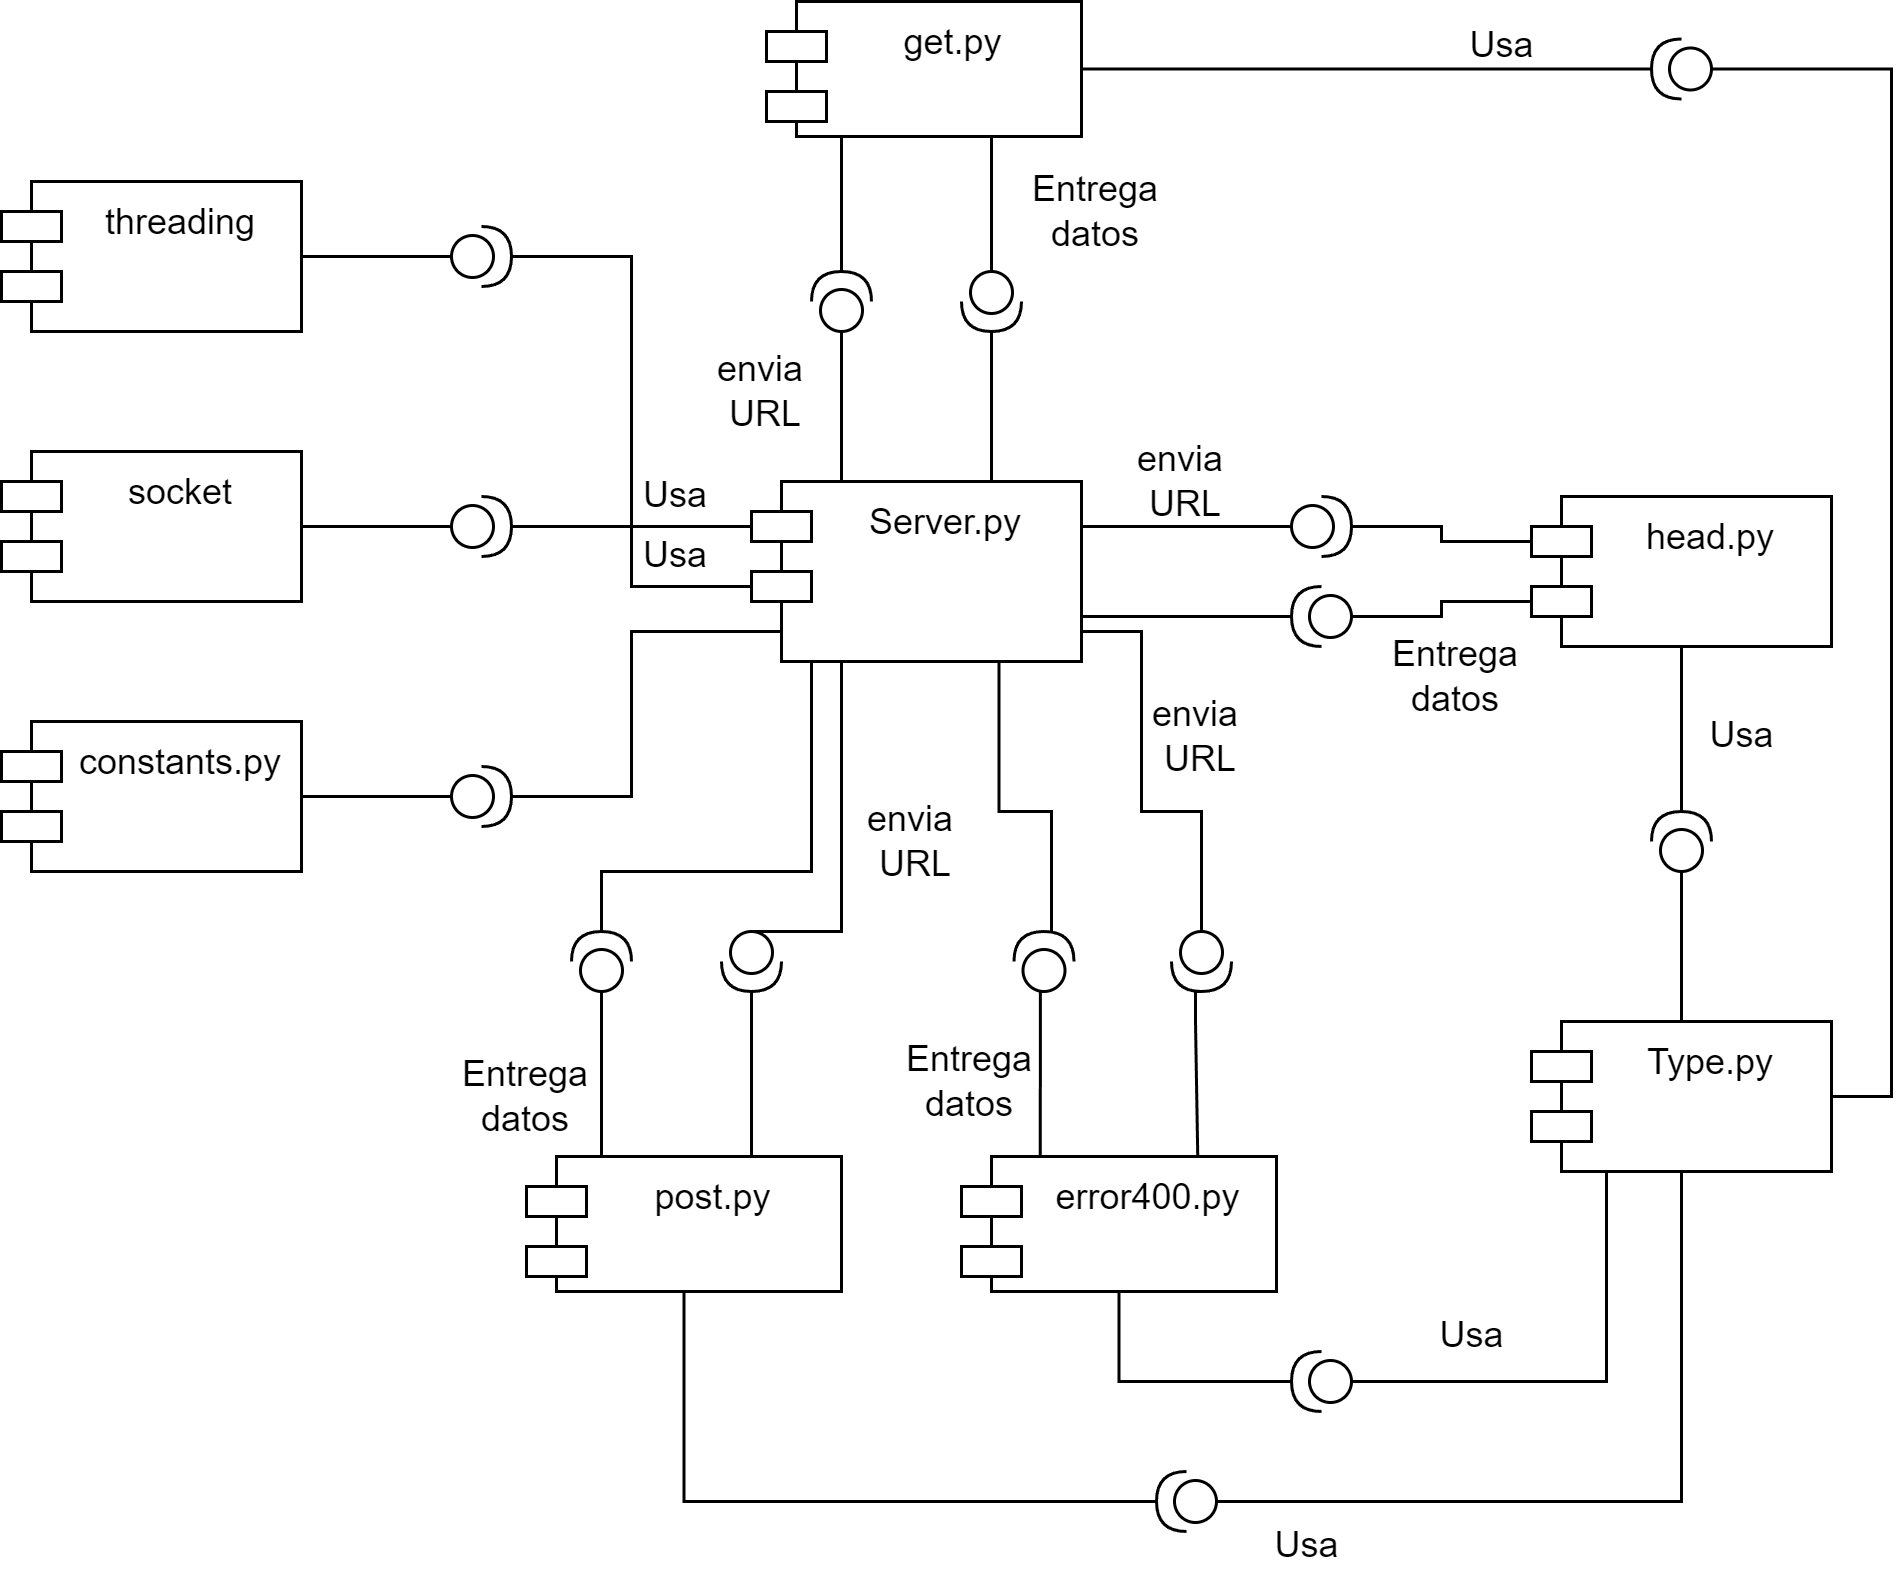 get.py
Usa
threading
Entrega
datos
envia
URL
socket
Usa
Usa
Server.py
envia
URL
head.py
Entrega
datos
constants.py
envia
URL
Usa
envia
URL
Entrega
datos
Entrega
datos
Type.py
post.py
error400.py
Usa
Usa